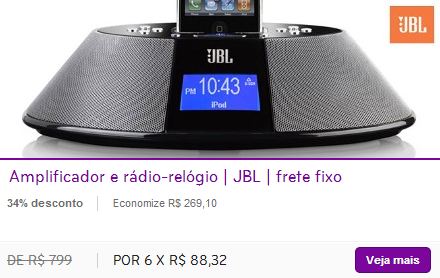 JBL
JBL
PM 10:43
iPod
Amplificador e rádio-relógio | JBL | frete fixo
34% desconto
Economize R$ 269,10
DE R$ 799
POR 6 X R$ 88,32
Veja mais